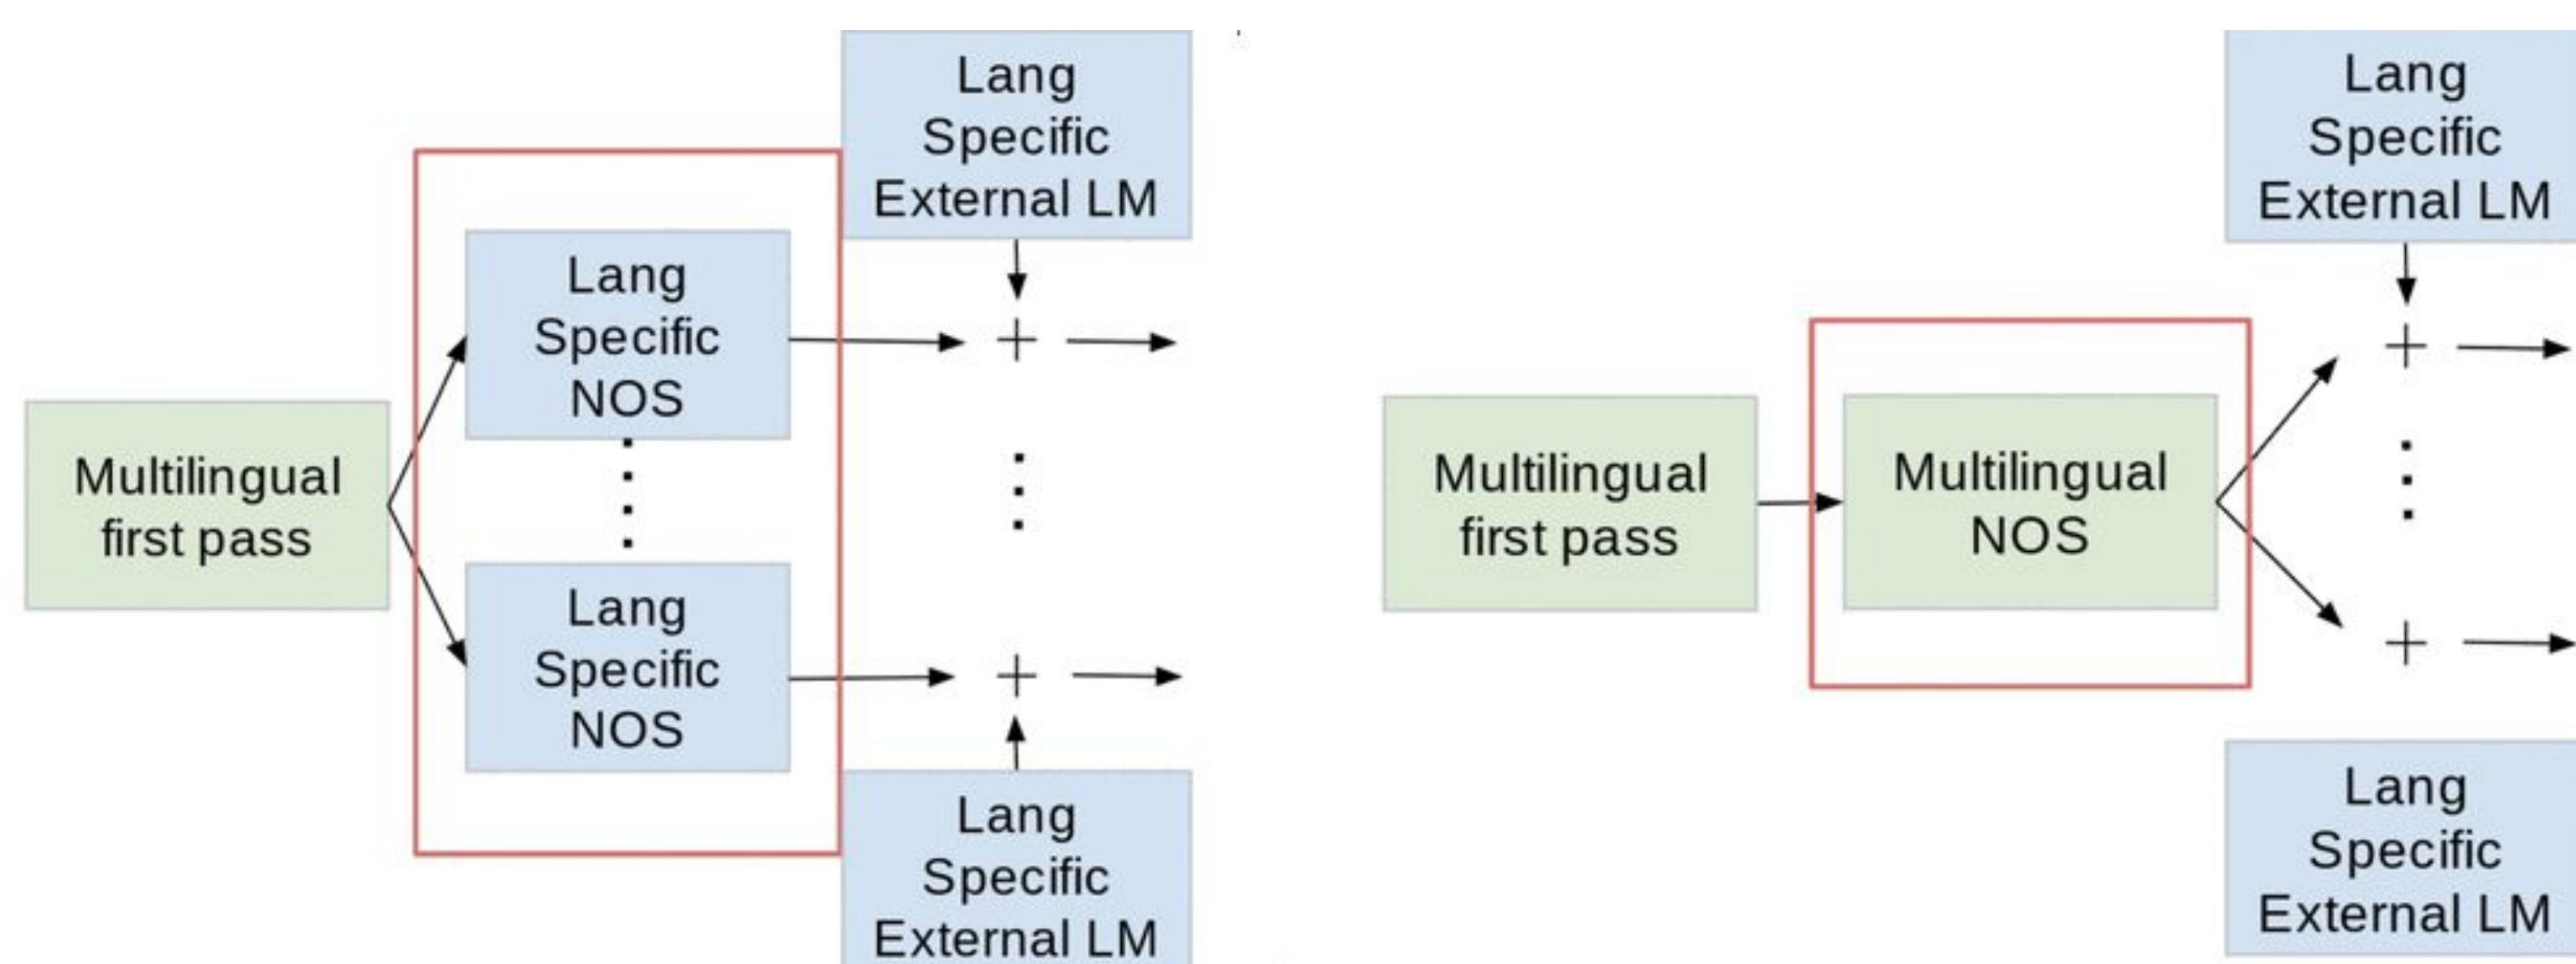 Lang
Specific
External LM
Lang
Specific
NOS
Multilingual
first pass
Lang
Specific
NOS
Lang
Specific
External LM
+
+
Lang
Specific
External LM
Multilingual
first pass
Multilingual
NOS
+
+
Lang
Specific
External LM